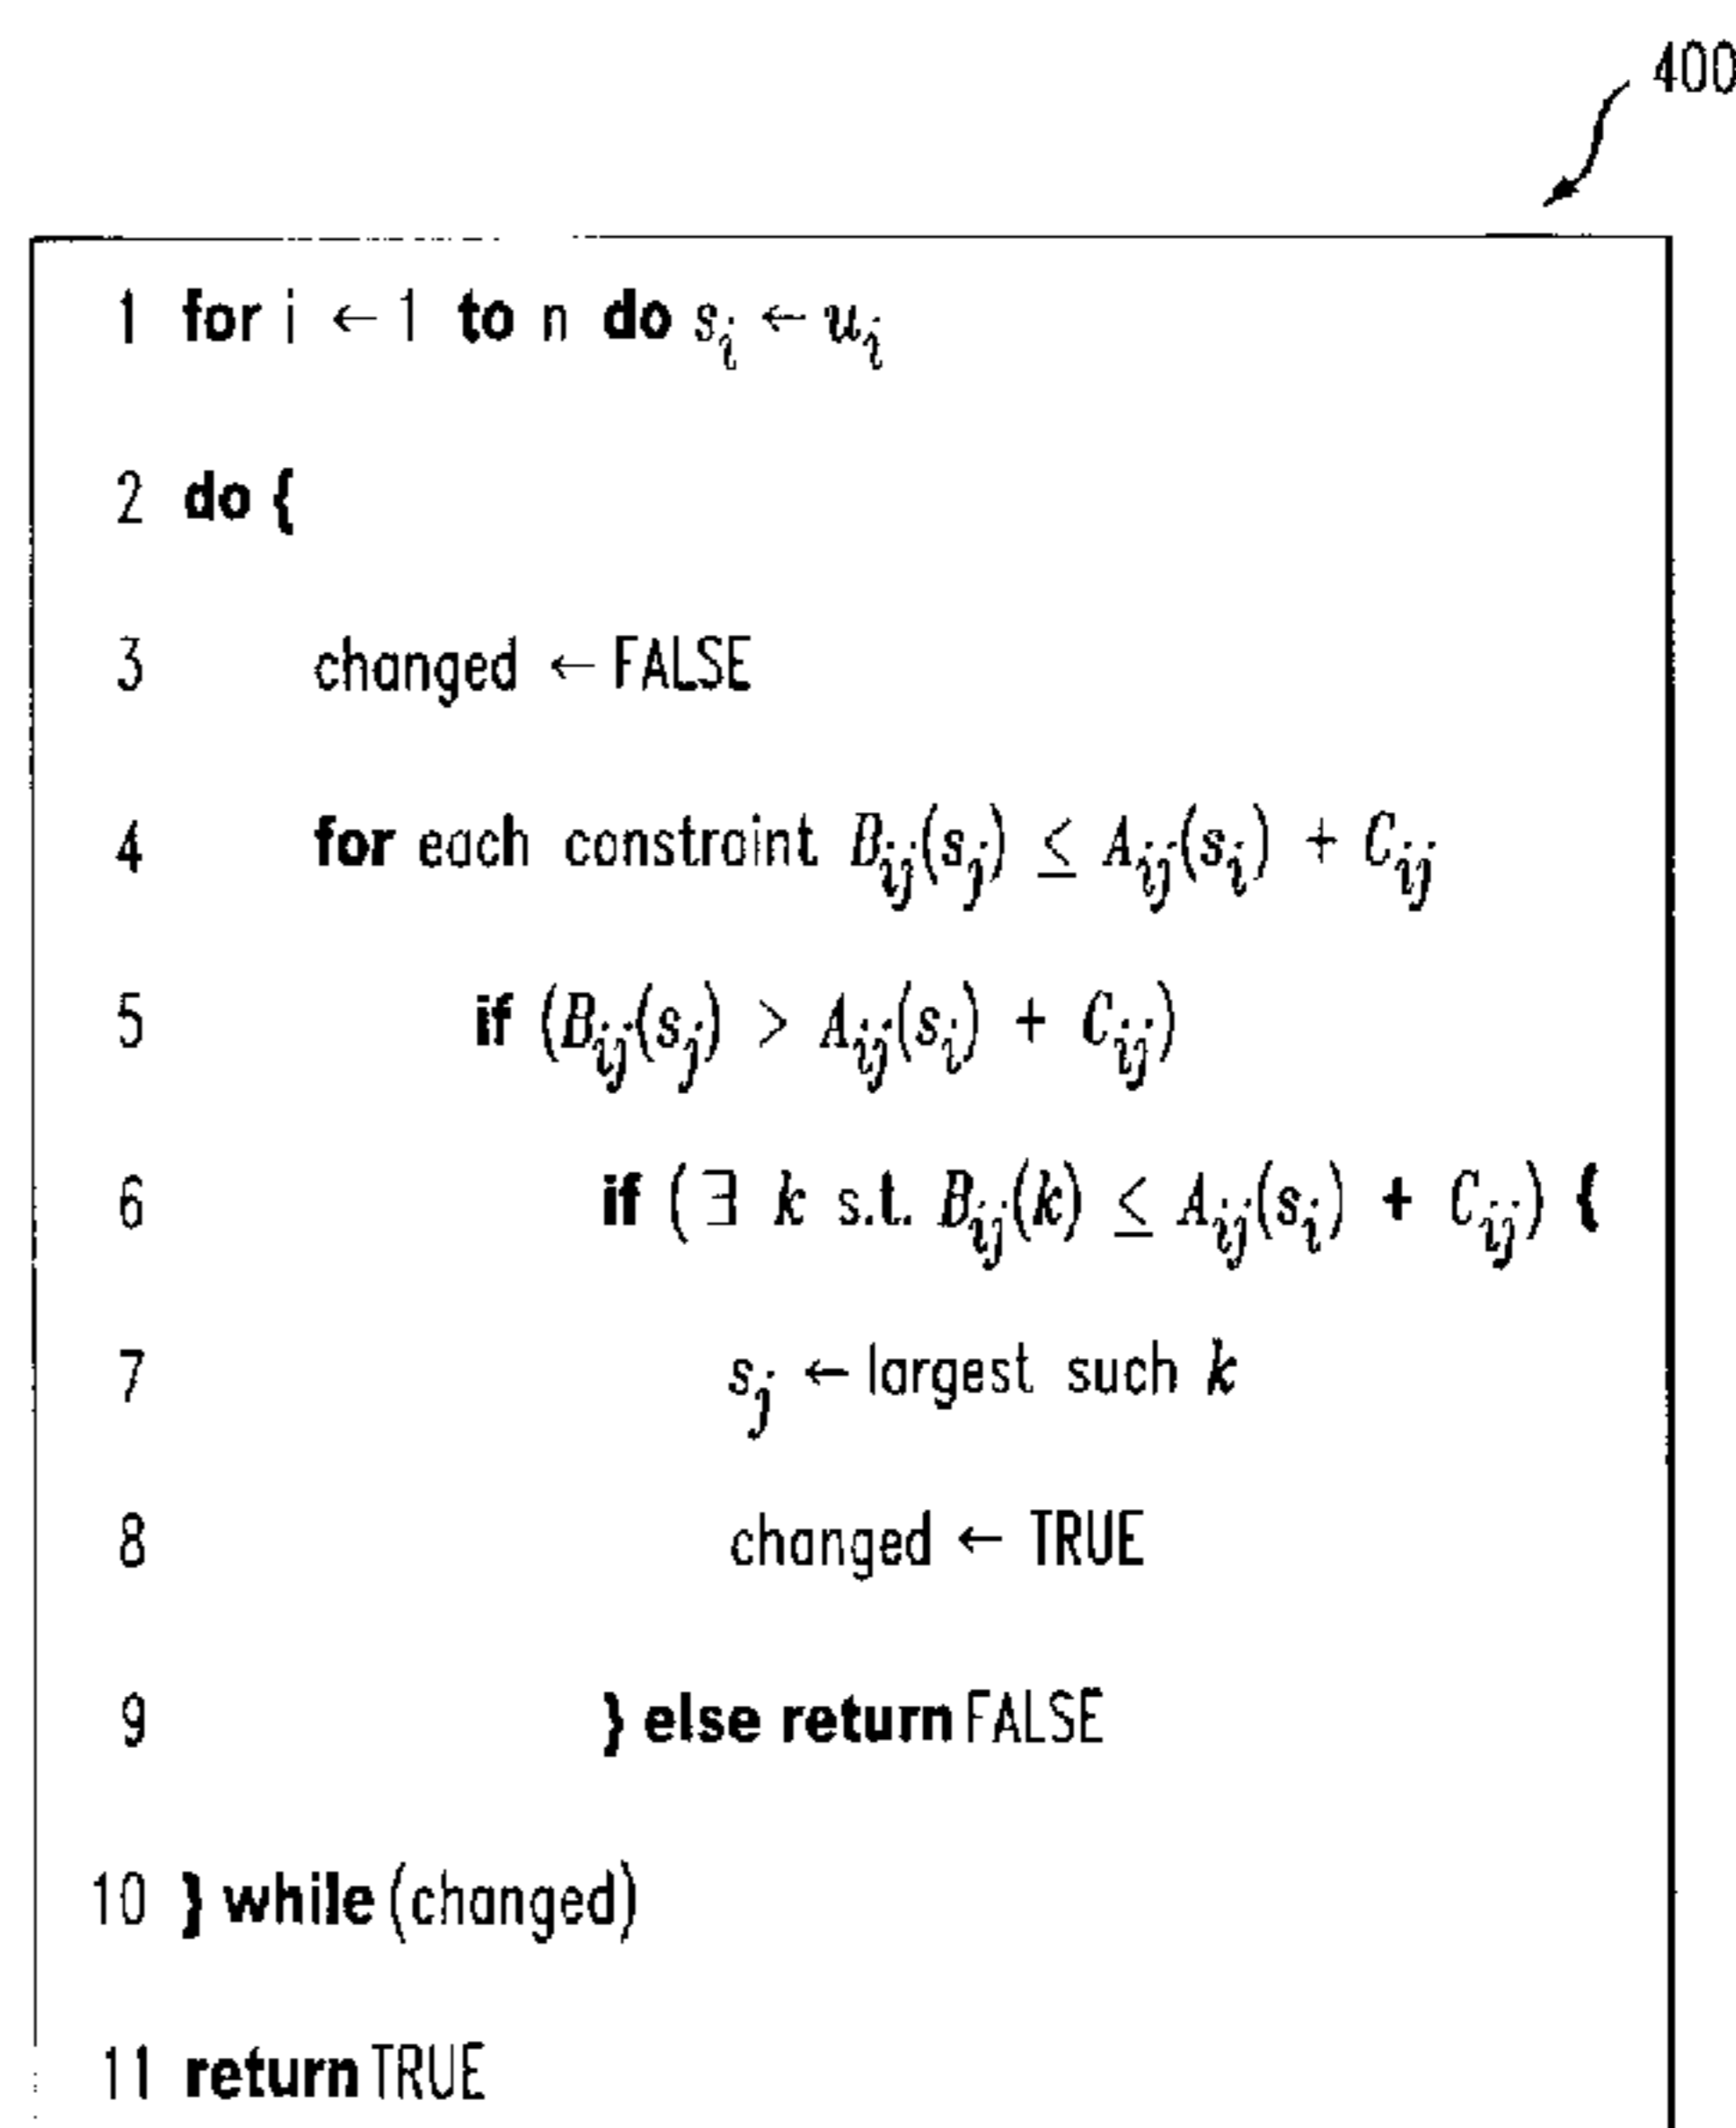 400
1 for i ← 1 to n do s_i ← u_i
2 do {
3 changed ← FALSE
4 for each constraint B_ij(s_j) ≤ A_ij(s_i) + C_ij
5 if (B_ij(s_j) > A_ij(s_i) + C_ij)
6 if (∃ k s.t. B_ij(k) ≤ A_ij(s_i) + C_ij) {
7 s_j ← largest such k
8 changed ← TRUE
9 } else return FALSE
10 } while (changed)
11 return TRUE